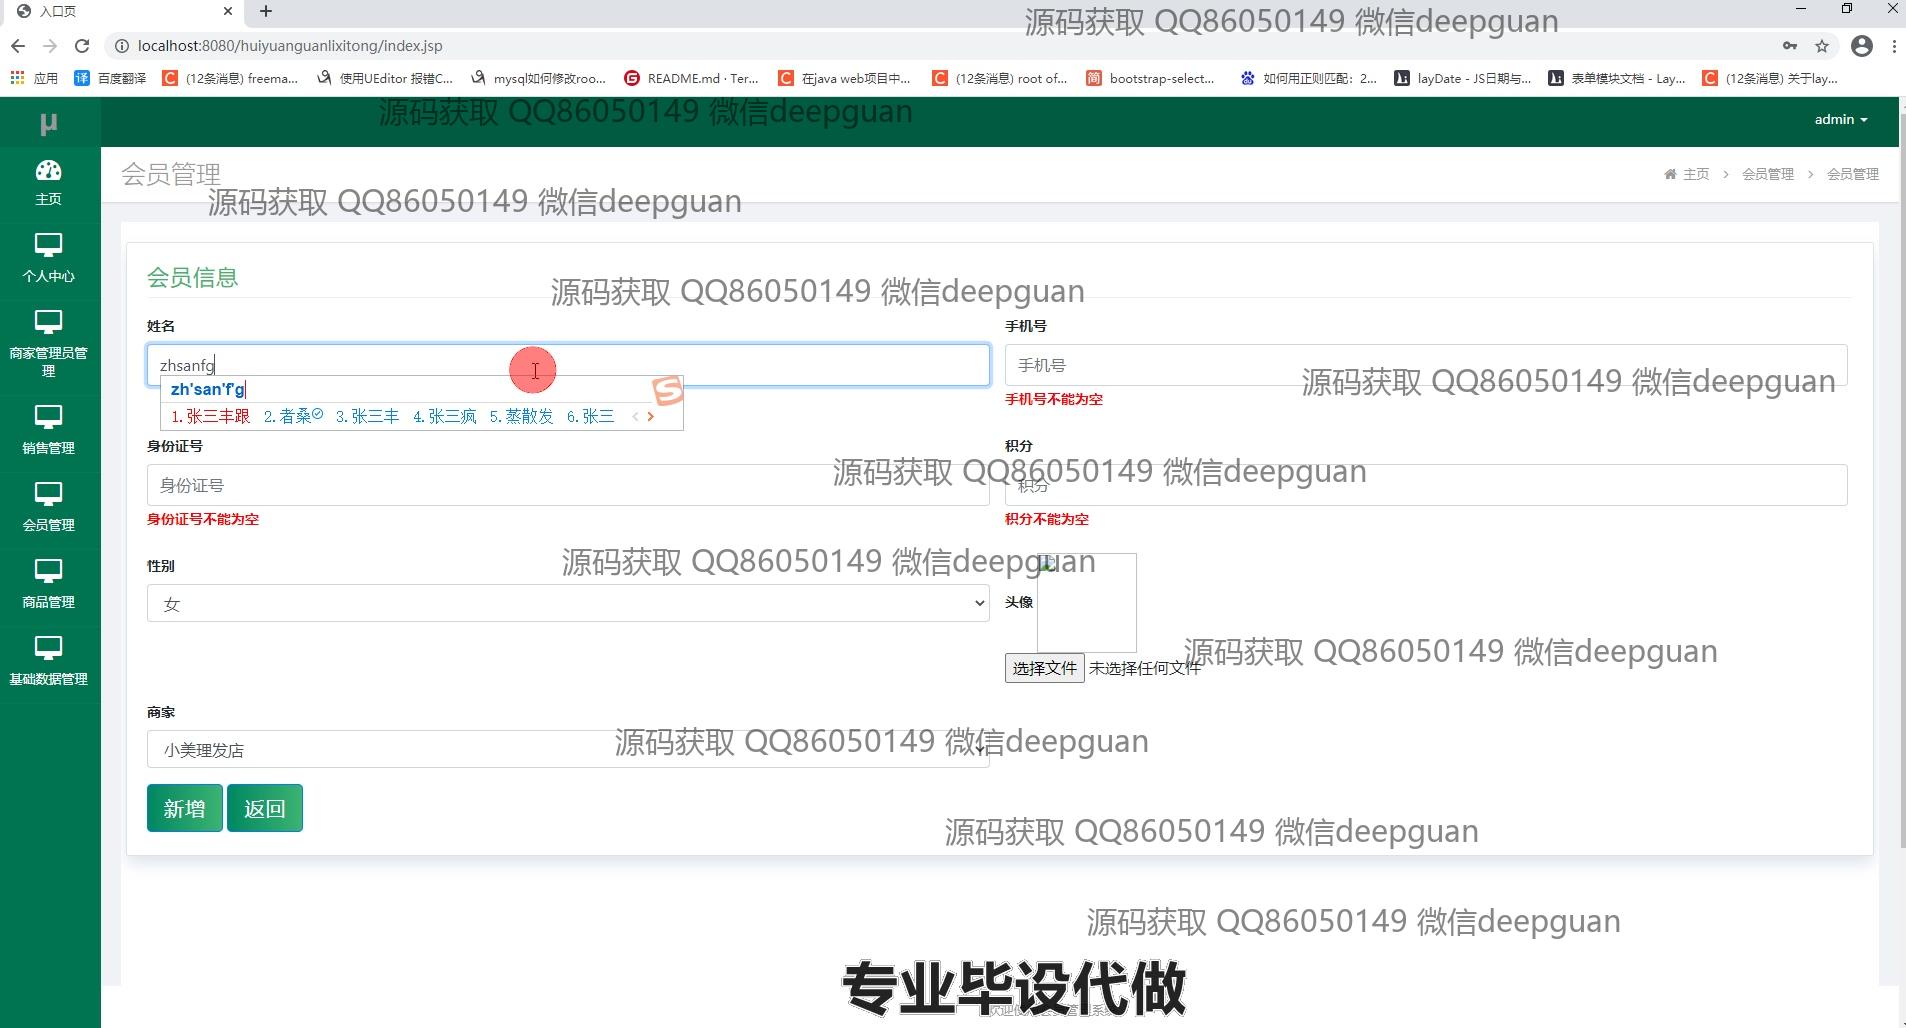 入口页
源码获取 QQ86050149 微信deepguan
localhost:8080/huiyuanguanlixitong/index.jsp
应用 百度翻译 (12条消息) freema... 使用UEditor 报错C... mysql如何修改roo... README.md · Ter... 在java web项目中... (12条消息) root of... bootstrap-select... 如何用正则匹配：2... layDate - JS日期与... 表单模块文档 - Lay... (12条消息) 关于lay...
源码获取 QQ86050149 微信deepguan
μ
admin
主页
会员管理
主页 > 会员管理 > 会员管理
源码获取 QQ86050149 微信deepguan
个人中心
会员信息
源码获取 QQ86050149 微信deepguan
姓名
手机号
商家管理员管理
zhsanfg
手机号
源码获取 QQ86050149 微信deepguan
zh'san'f'g
手机号不能为空
1.张三丰跟 2.者桑 3.张三丰 4.张三疯 5.蒸散发 6.张三
销售管理
身份证号
积分
源码获取 QQ86050149 微信deepguan
身份证号
积分
身份证号不能为空
积分不能为空
会员管理
源码获取 QQ86050149 微信deepguan
性别
女
头像
商品管理
源码获取 QQ86050149 微信deepguan
选择文件 未选择任何文件
基础数据管理
商家
源码获取 QQ86050149 微信deepguan
小美理发店
新增 返回
源码获取 QQ86050149 微信deepguan
源码获取 QQ86050149 微信deepguan
专业毕设代做